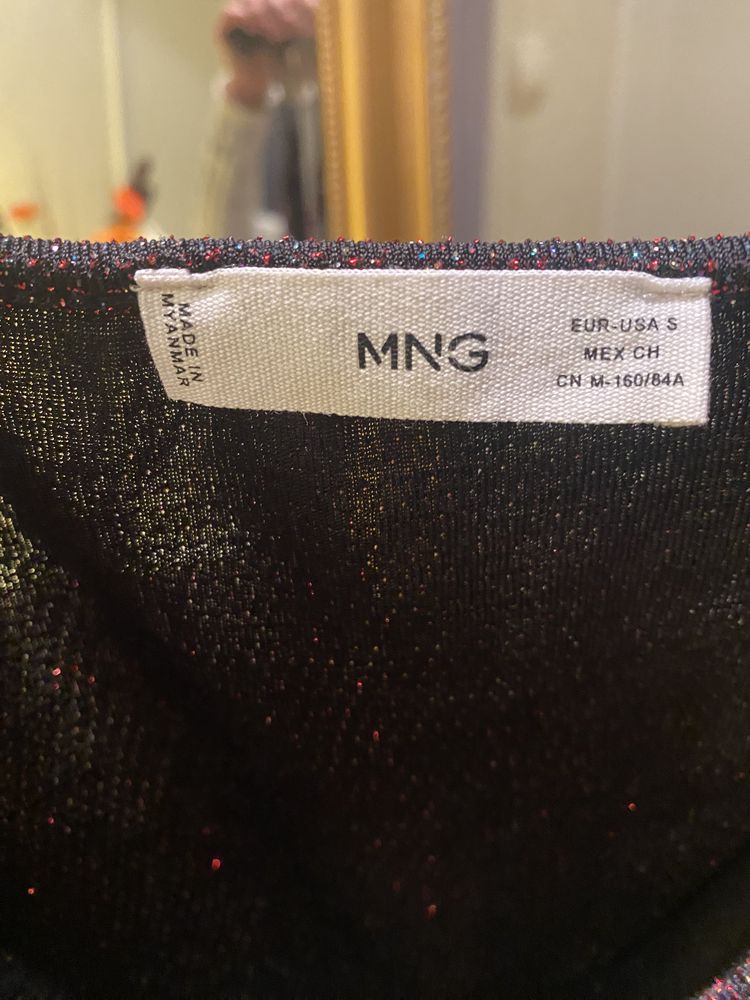 MADE IN
MYANMAR
MNG
EUR-USA S
MEX CH
CN M-160/84A